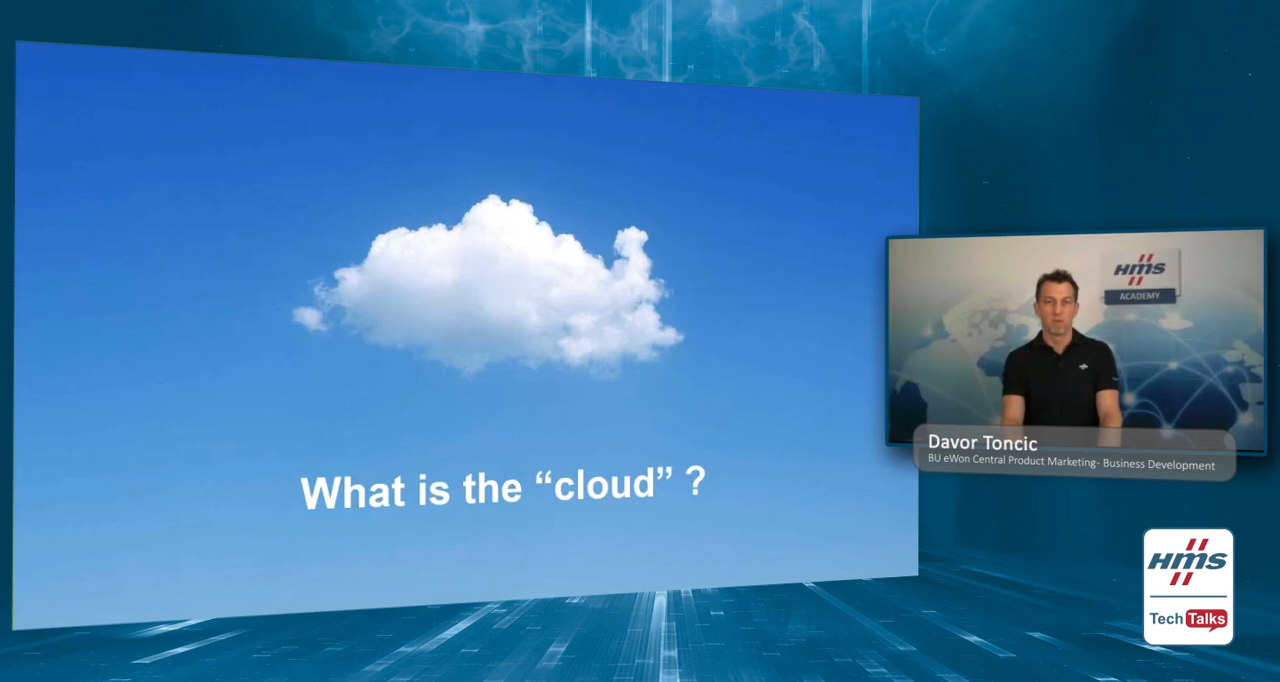 What is the “cloud” ?
HMS
ACADEMY
Davor Toncic
BU eWon Central Product Marketing- Business Development
HMS
Tech Talks